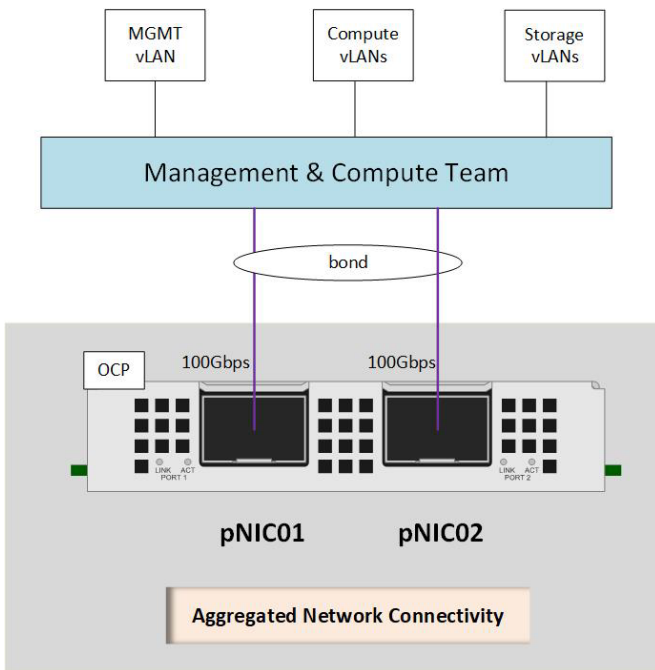 MGMT
vLAN
Compute
vLANs
Storage
vLANs
Management & Compute Team
bond
OCP
100Gbps
100Gbps
LINK ACT
PORT 1
LINK ACT
PORT 2
pNIC01
pNIC02
Aggregated Network Connectivity